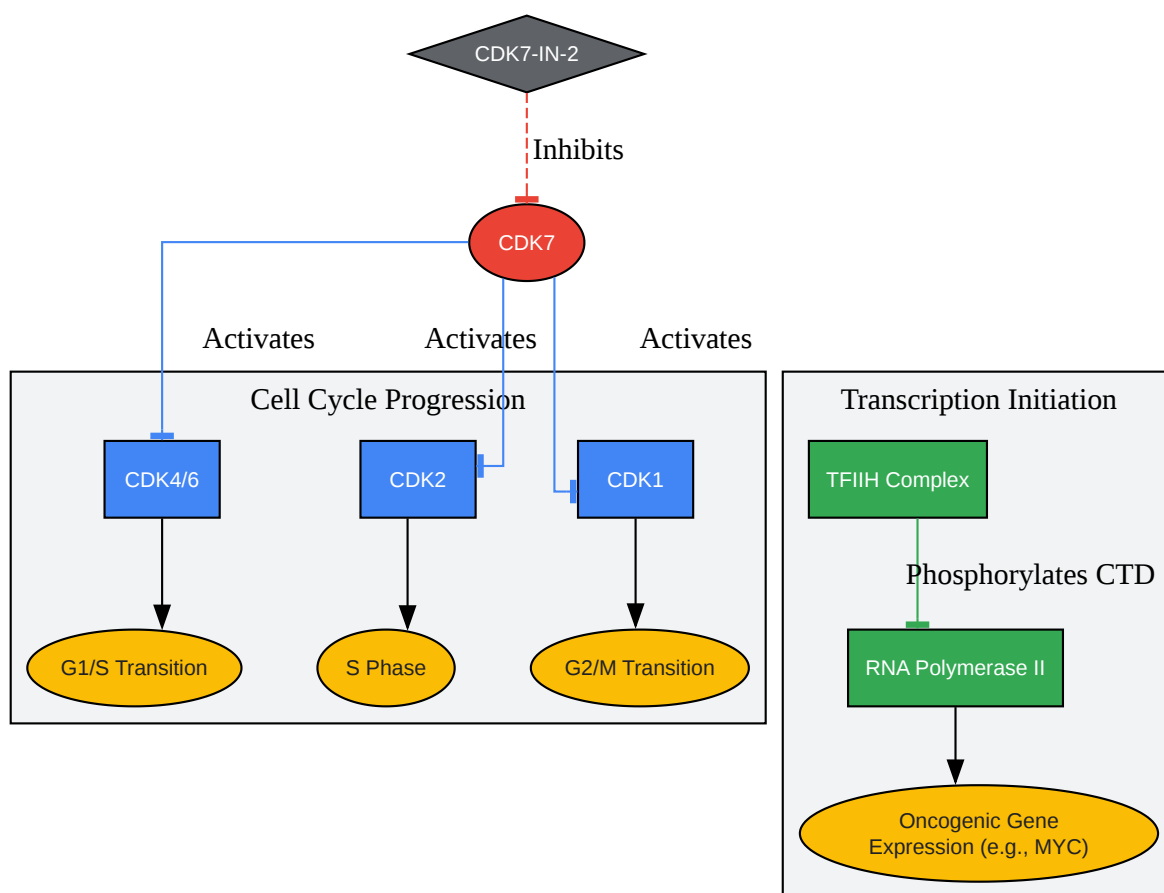 CDK7-IN-2
Inhibits
CDK7
Activates
Activates
Activates
Cell Cycle Progression
Transcription Initiation
CDK4/6
CDK2
CDK1
TFIIH Complex
Phosphorylates CTD
G1/S Transition
S Phase
G2/M Transition
RNA Polymerase II
Oncogenic Gene
Expression (e.g., MYC)